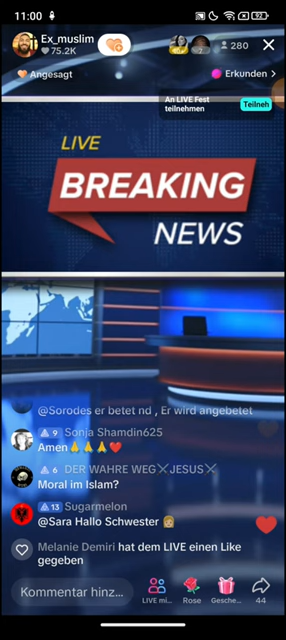 11:00
92
Ex_muslim
75.2K
280
Angesagt
Erkunden >
An LIVE Fest
teilnehmen
Teilneh
LIVE
BREAKING
NEWS
@Sorodes er betet nd , Er wird angebetet
9 Sonja Shamdin625
Amen🙏🙏🙏❤️
6 DER WAHRE WEG⚔JESUS⚔
Moral im Islam?
13 Sugarmelon
@Sara Hallo Schwester
Melanie Demiri hat dem LIVE einen Like
gegeben
Kommentar hinz...
LIVE mi...
Rose
Gesche...
44